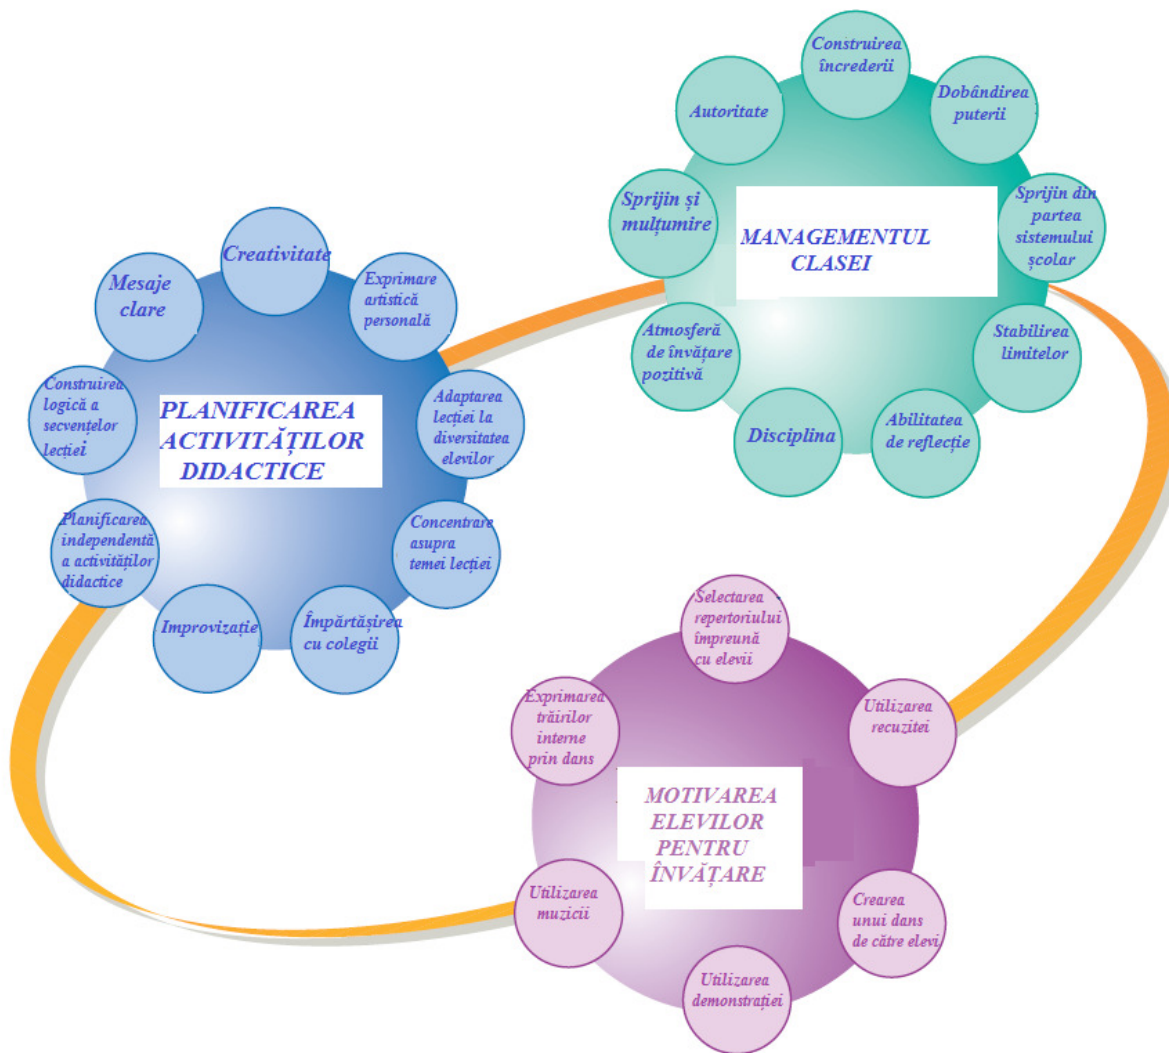 Construirea
încrederii
Autoritate
Dobândirea
puterii
Sprijin și
mulțumire
MANAGEMENTUL
CLASEI
Sprijin din
partea
sistemului
școlar
Atmosferă
de învățare
pozitivă
Stabilirea
limitelor
Disciplina
Abilitatea
de reflecție
Creativitate
Mesaje
clare
Exprimare
artistică
personală
Construirea
logică a
secvențelor
lecției
PLANIFICAREA
ACTIVITĂȚILOR
DIDACTICE
Adaptarea
lecției la
diversitatea
elevilor
Planificarea
independentă
a activităților
didactice
Concentrare
asupra
temei lecției
Improvizație
Împărtășirea
cu colegii
Selectarea
repertoriului
împreună
cu elevii
Exprimarea
trăirilor
interne
prin dans
Utilizarea
recuzitei
MOTIVAREA
ELEVILOR
PENTRU
ÎNVĂȚARE
Utilizarea
muzicii
Crearea
unui dans
de către elevi
Utilizarea
demonstrației